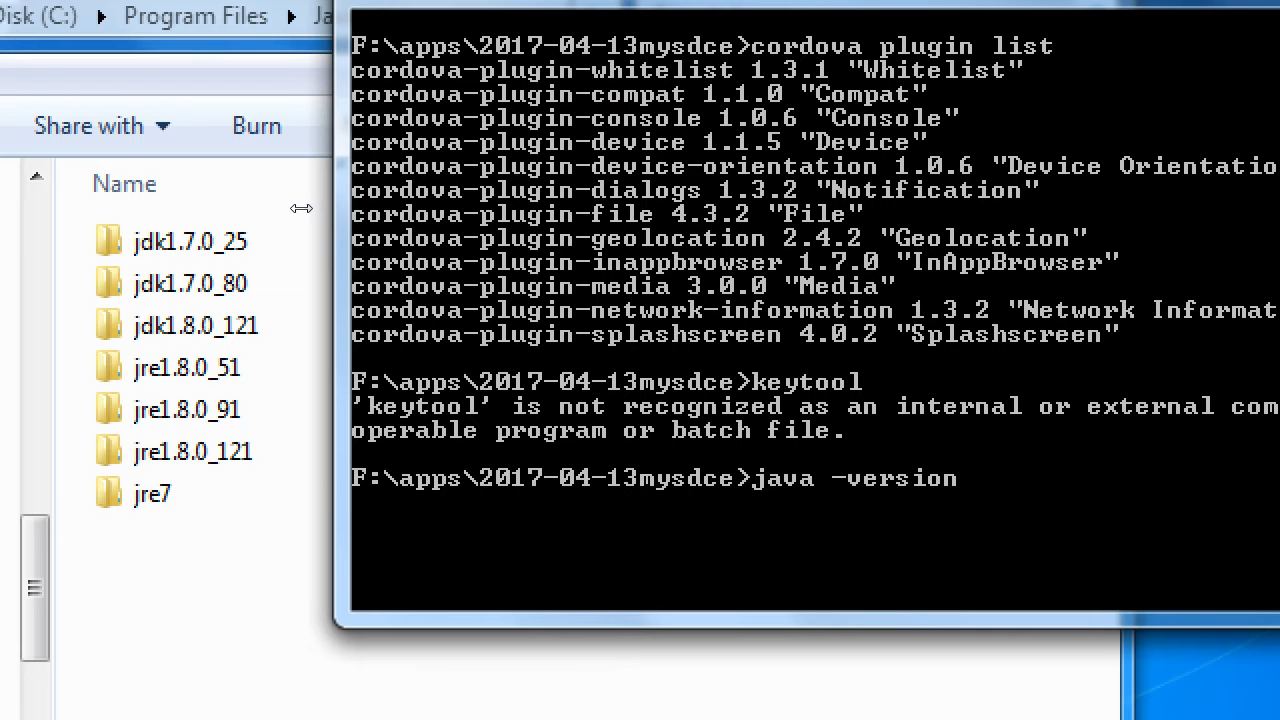 Disk (C:) Program Files Ja
Share with Burn
Name
jdk1.7.0_25
jdk1.7.0_80
jdk1.8.0_121
jre1.8.0_51
jre1.8.0_91
jre1.8.0_121
jre7
F:\apps\2017-04-13mysdce>cordova plugin list
cordova-plugin-whitelist 1.3.1 "Whitelist"
cordova-plugin-compat 1.1.0 "Compat"
cordova-plugin-console 1.0.6 "Console"
cordova-plugin-device 1.1.5 "Device"
cordova-plugin-device-orientation 1.0.6 "Device Orientatio
cordova-plugin-dialogs 1.3.2 "Notification"
cordova-plugin-file 4.3.2 "File"
cordova-plugin-geolocation 2.4.2 "Geolocation"
cordova-plugin-inappbrowser 1.7.0 "InAppBrowser"
cordova-plugin-media 3.0.0 "Media"
cordova-plugin-network-information 1.3.2 "Network Informat
cordova-plugin-splashscreen 4.0.2 "Splashscreen"
F:\apps\2017-04-13mysdce>keytool
'keytool' is not recognized as an internal or external com
operable program or batch file.
F:\apps\2017-04-13mysdce>java -version